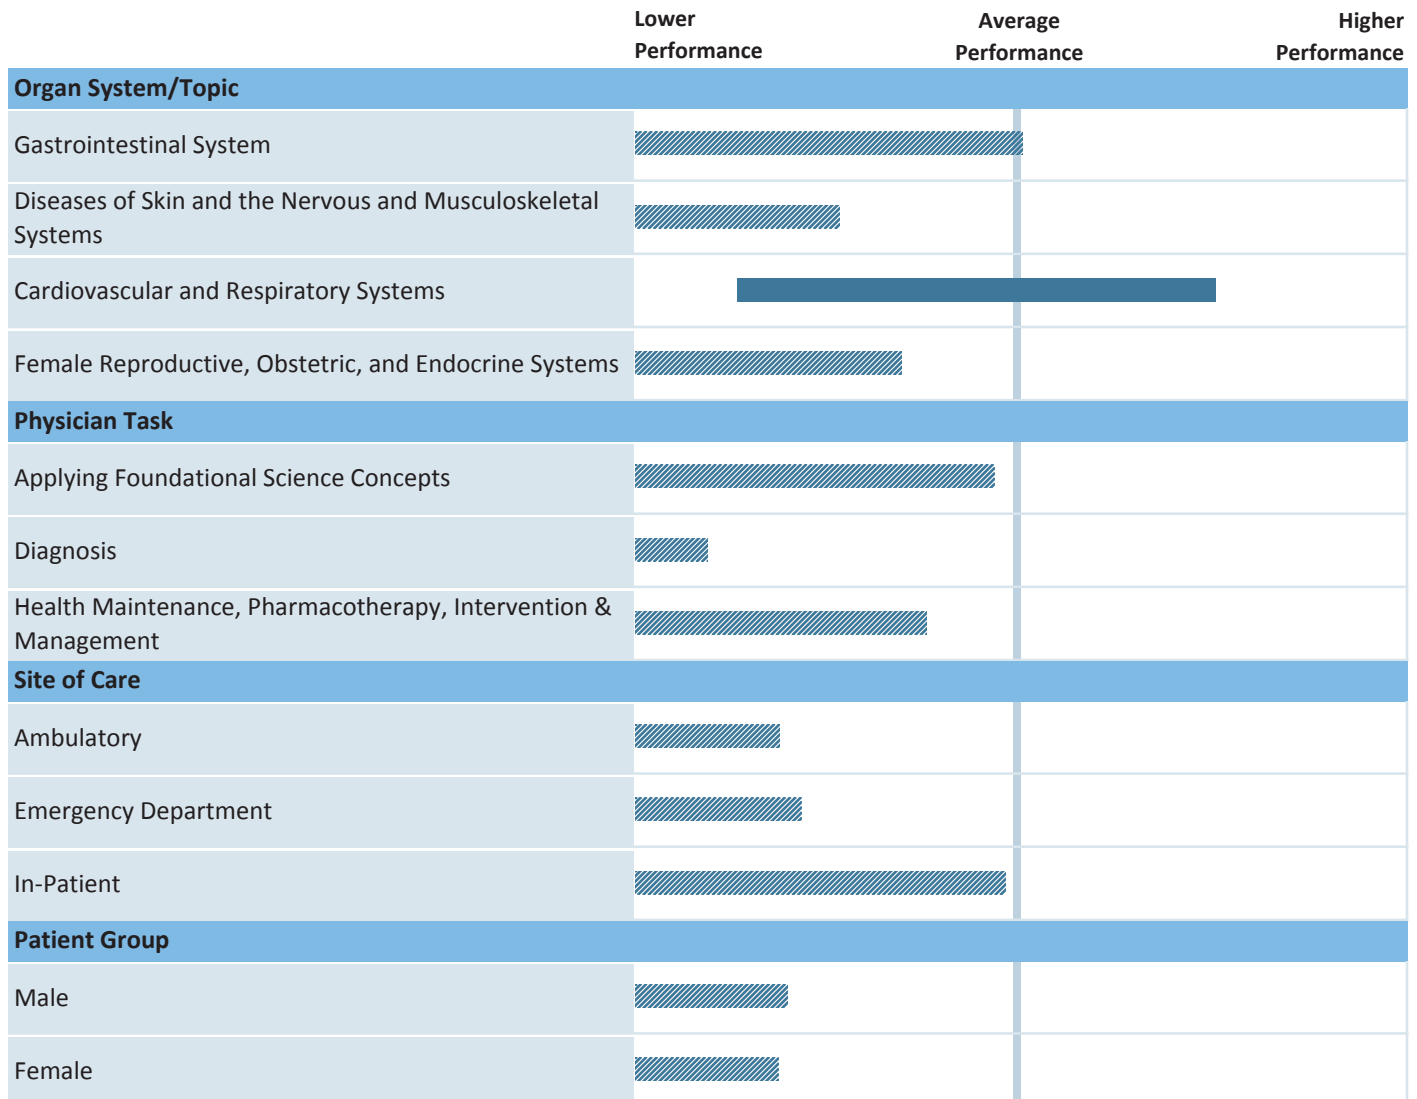 Lower Performance
Average Performance
Higher Performance
Organ System/Topic
Gastrointestinal System
Diseases of Skin and the Nervous and Musculoskeletal
Systems
Cardiovascular and Respiratory Systems
Female Reproductive, Obstetric, and Endocrine Systems
Physician Task
Applying Foundational Science Concepts
Diagnosis
Health Maintenance, Pharmacotherapy, Intervention &
Management
Site of Care
Ambulatory
Emergency Department
In-Patient
Patient Group
Male
Female